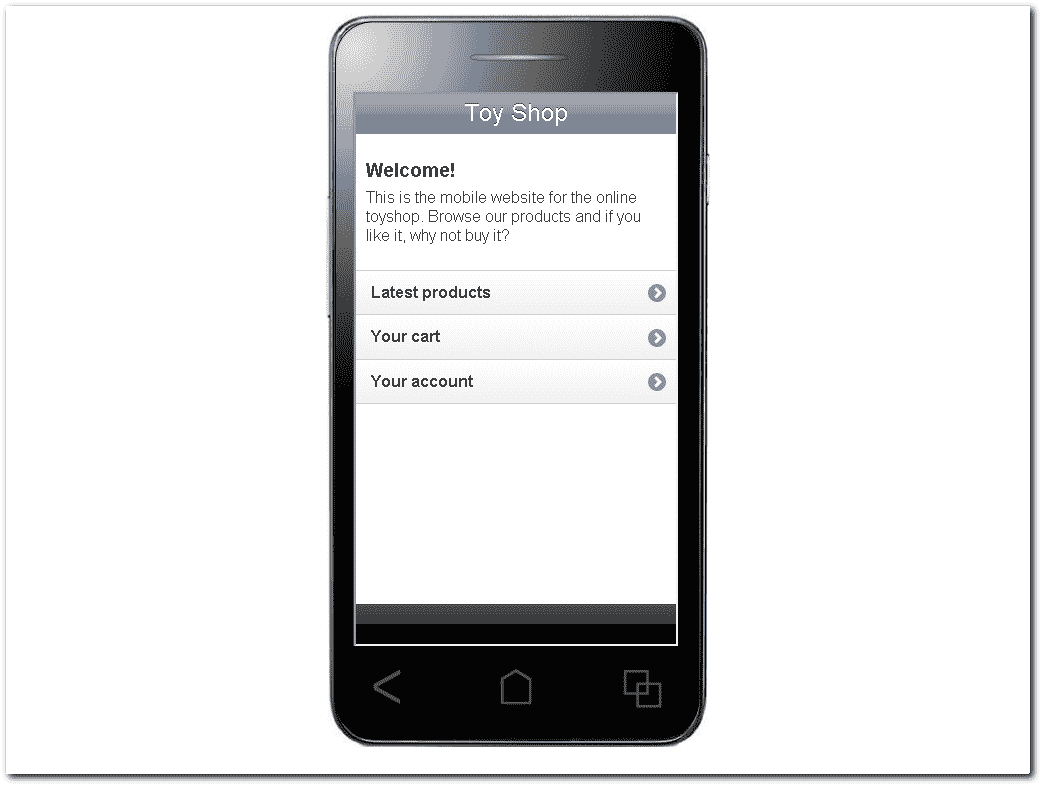 Toy Shop
Welcome!
This is the mobile website for the online
toyshop. Browse our products and if you
like it, why not buy it?
Latest products
Your cart
Your account